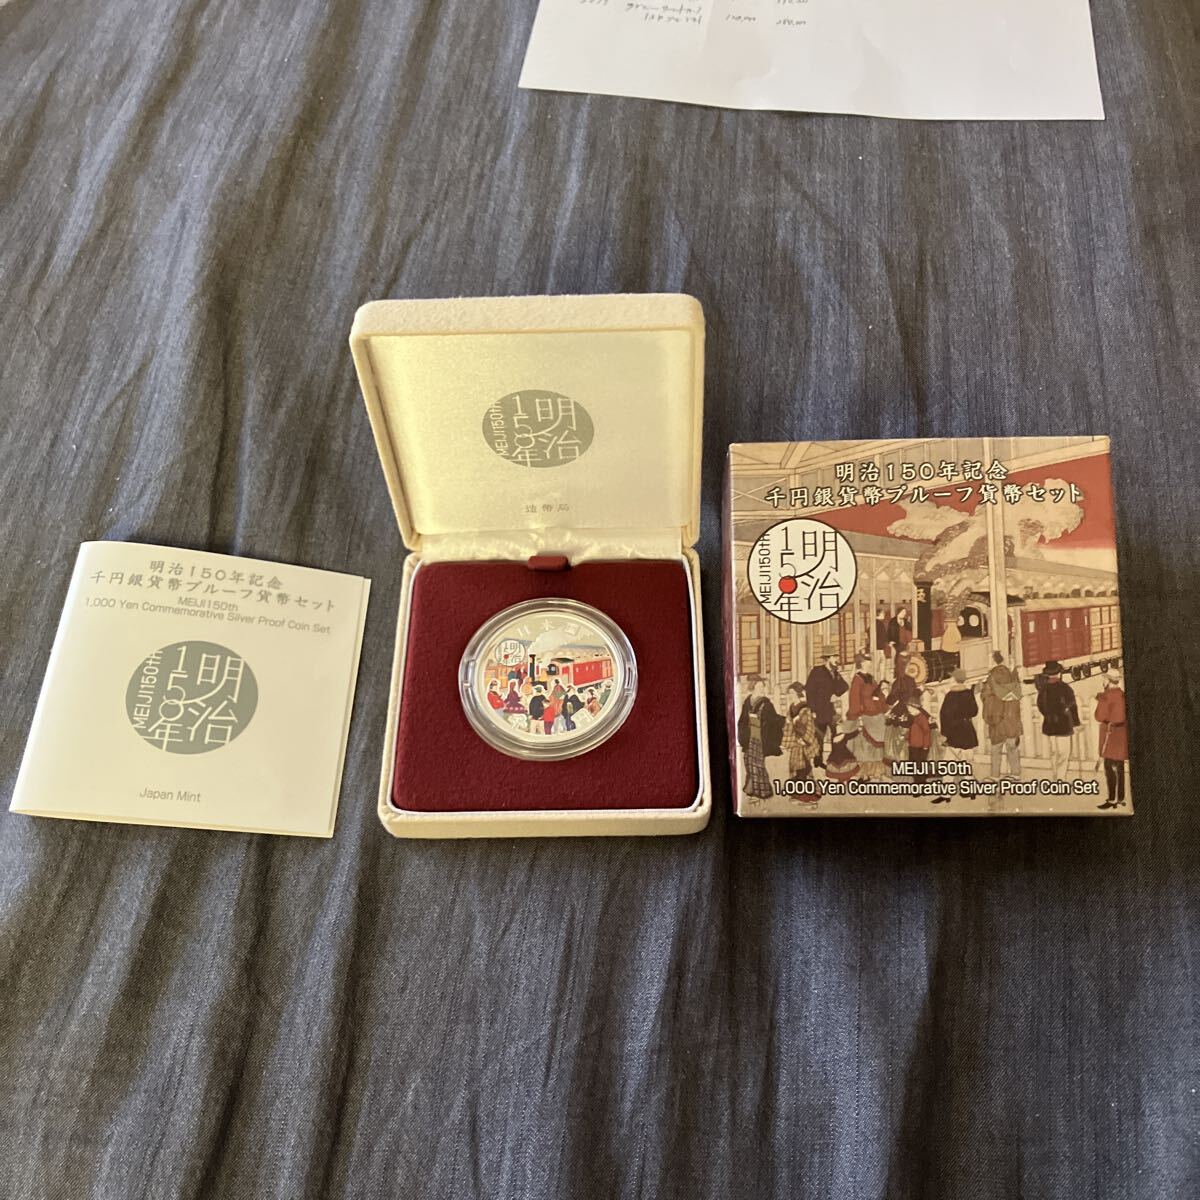 明治150年記念
千円銀貨幣プルーフ貨幣セット
MEIJI150th
1,000 Yen Commemorative Silver Proof Coin Set
MEIJI150th
明治
150年
Japan Mint
MEIJI150th
明治
150年
造幣局
日本国
明治
明治150年記念
千円銀貨幣プルーフ貨幣セット
MEIJI150th
明治
150年
MEIJI150th
1,000 Yen Commemorative Silver Proof Coin Set